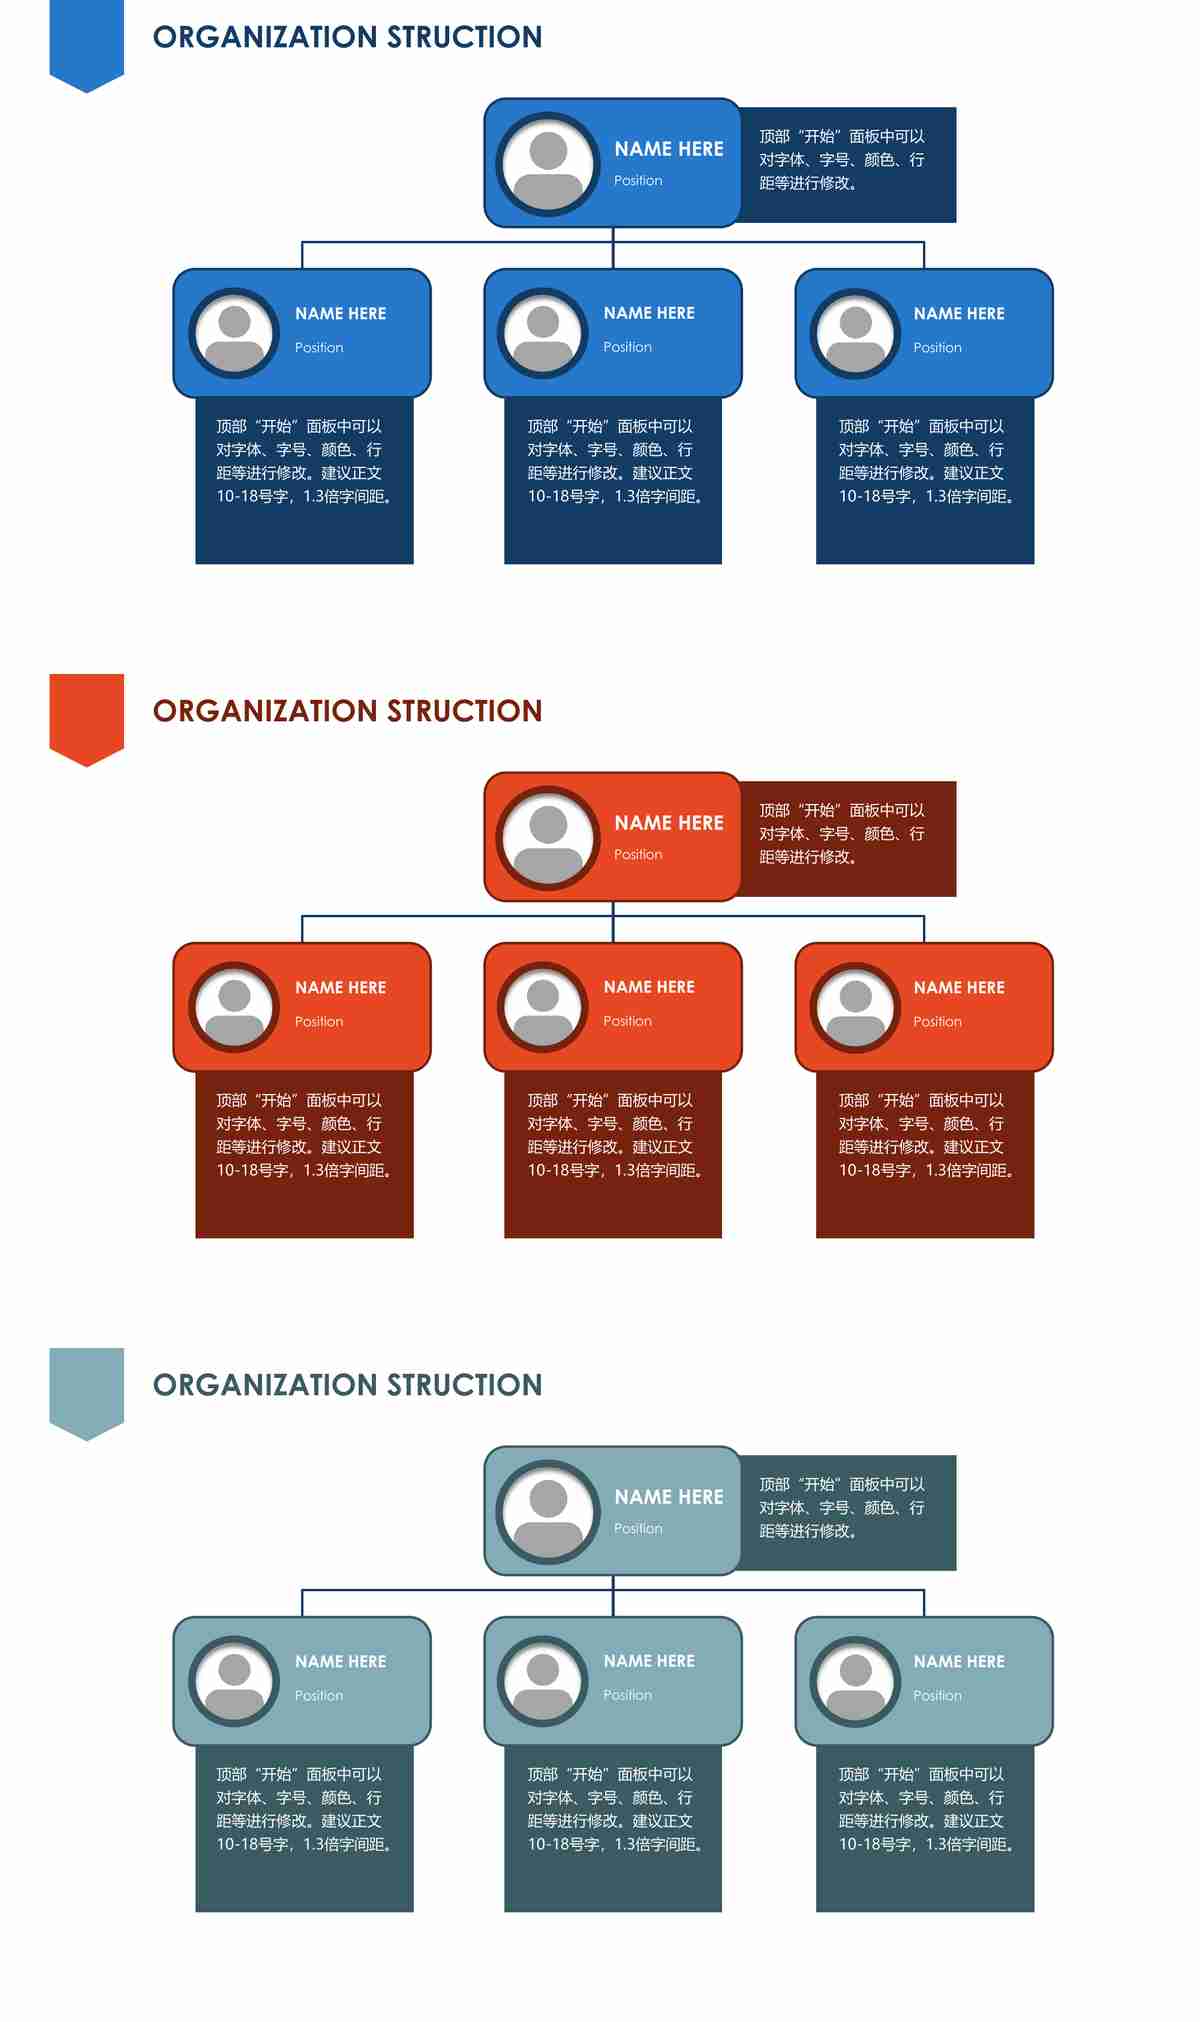 ORGANIZATION STRUCTION
NAME HERE
Position
顶部“开始”面板中可以
对字体、字号、颜色、行
距等进行修改。
NAME HERE
Position
顶部“开始”面板中可以
对字体、字号、颜色、行
距等进行修改。建议正文
10-18号字，1.3倍字间距。
NAME HERE
Position
顶部“开始”面板中可以
对字体、字号、颜色、行
距等进行修改。建议正文
10-18号字，1.3倍字间距。
NAME HERE
Position
顶部“开始”面板中可以
对字体、字号、颜色、行
距等进行修改。建议正文
10-18号字，1.3倍字间距。
ORGANIZATION STRUCTION
NAME HERE
Position
顶部“开始”面板中可以
对字体、字号、颜色、行
距等进行修改。
NAME HERE
Position
顶部“开始”面板中可以
对字体、字号、颜色、行
距等进行修改。建议正文
10-18号字，1.3倍字间距。
NAME HERE
Position
顶部“开始”面板中可以
对字体、字号、颜色、行
距等进行修改。建议正文
10-18号字，1.3倍字间距。
NAME HERE
Position
顶部“开始”面板中可以
对字体、字号、颜色、行
距等进行修改。建议正文
10-18号字，1.3倍字间距。
ORGANIZATION STRUCTION
NAME HERE
Position
顶部“开始”面板中可以
对字体、字号、颜色、行
距等进行修改。
NAME HERE
Position
顶部“开始”面板中可以
对字体、字号、颜色、行
距等进行修改。建议正文
10-18号字，1.3倍字间距。
NAME HERE
Position
顶部“开始”面板中可以
对字体、字号、颜色、行
距等进行修改。建议正文
10-18号字，1.3倍字间距。
NAME HERE
Position
顶部“开始”面板中可以
对字体、字号、颜色、行
距等进行修改。建议正文
10-18号字，1.3倍字间距。